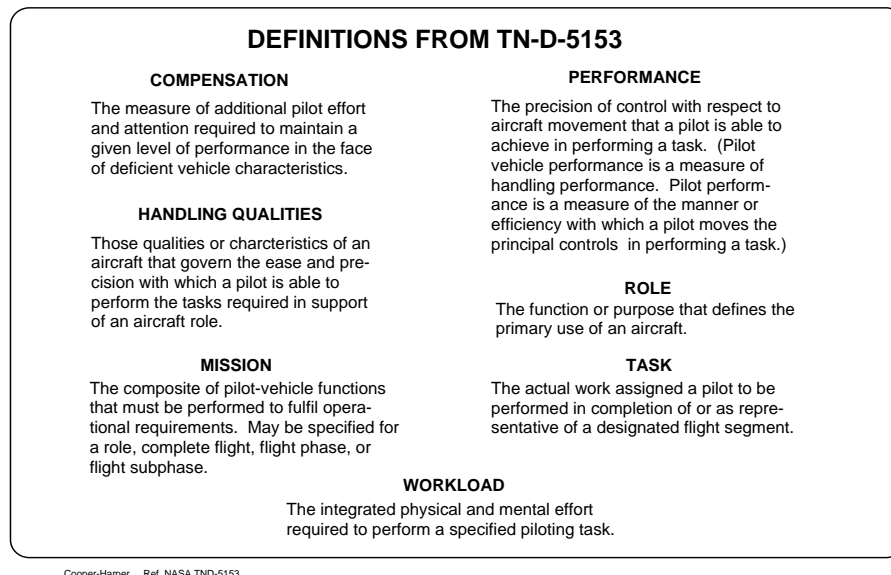 DEFINITIONS FROM TN-D-5153
COMPENSATION
The measure of additional pilot effort
and attention required to maintain a
given level of performance in the face
of deficient vehicle characteristics.
HANDLING QUALITIES
Those qualities or charcteristics of an
aircraft that govern the ease and pre-
cision with which a pilot is able to
perform the tasks required in support
of an aircraft role.
MISSION
The composite of pilot-vehicle functions
that must be performed to fulfil opera-
tional requirements. May be specified for
a role, complete flight, flight phase, or
flight subphase.
PERFORMANCE
The precision of control with respect to
aircraft movement that a pilot is able to
achieve in performing a task. (Pilot
vehicle performance is a measure of
handling performance. Pilot perform-
ance is a measure of the manner or
efficiency with which a pilot moves the
principal controls in performing a task.)
ROLE
The function or purpose that defines the
primary use of an aircraft.
TASK
The actual work assigned a pilot to be
performed in completion of or as repre-
sentative of a designated flight segment.
WORKLOAD
The integrated physical and mental effort
required to perform a specified piloting task.
Cooper-Harper Ref. NASA TND-5153